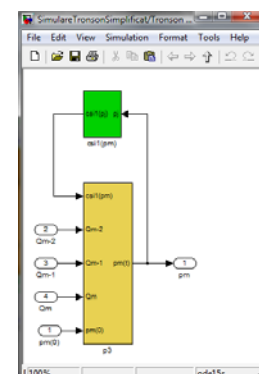 SimulareTronsonSimplificat/Tronson ...
File Edit View Simulation Format Tools Help
csi1(p) p
csi1(pm)
csi1(pm)
2
Qm-2
Qm-2
3
Qm-1
Qm-1
pm(t)
1
pm
4
Qm
Qm
1
pm(0)
pm(0)
p3
100%
ode15s